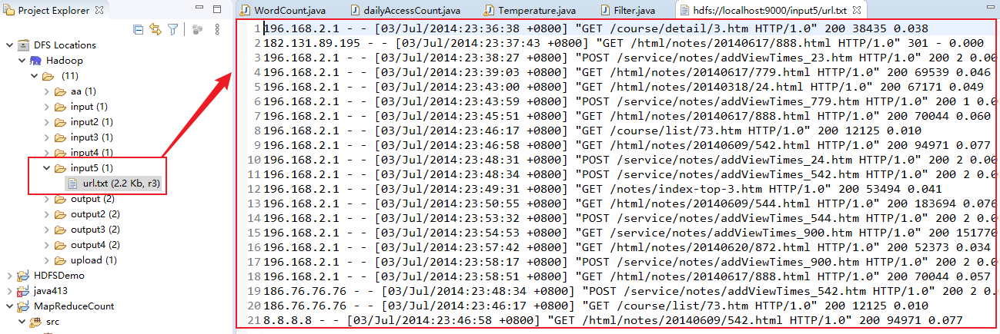 Project Explorer
DFS Locations
Hadoop
(11)
aa (1)
input (1)
input2 (1)
input3 (1)
input4 (1)
input5 (1)
url.txt (2.2 Kb, r3)
output (2)
output2 (2)
output3 (2)
output4 (2)
upload (1)
HDFSDemo
java413
MapReduceCount
src
WordCount.java
dailyAccessCount.java
Temperature.java
Filter.java
hdfs://localhost:9000/input5/url.txt
1 196.168.2.1 - - [03/Jul/2014:23:36:38 +0800] "GET /course/detail/3.htm HTTP/1.0" 200 38435 0.038
2 182.131.89.195 - - [03/Jul/2014:23:37:43 +0800] "GET /html/notes/20140617/888.html HTTP/1.0" 301 - 0.000
3 196.168.2.1 - - [03/Jul/2014:23:38:27 +0800] "POST /service/notes/addViewTimes_23.htm HTTP/1.0" 200 2 0.00
4 196.168.2.1 - - [03/Jul/2014:23:39:03 +0800] "GET /html/notes/20140617/779.html HTTP/1.0" 200 69539 0.046
5 196.168.2.1 - - [03/Jul/2014:23:43:00 +0800] "GET /html/notes/20140318/24.html HTTP/1.0" 200 67171 0.049
6 196.168.2.1 - - [03/Jul/2014:23:43:59 +0800] "POST /service/notes/addViewTimes_779.htm HTTP/1.0" 200 1 0.0
7 196.168.2.1 - - [03/Jul/2014:23:45:51 +0800] "GET /html/notes/20140617/888.html HTTP/1.0" 200 70044 0.060
8 196.168.2.1 - - [03/Jul/2014:23:46:17 +0800] "GET /course/list/73.htm HTTP/1.0" 200 12125 0.010
9 196.168.2.1 - - [03/Jul/2014:23:46:58 +0800] "GET /html/notes/20140609/542.html HTTP/1.0" 200 94971 0.077
10 196.168.2.1 - - [03/Jul/2014:23:48:31 +0800] "POST /service/notes/addViewTimes_24.htm HTTP/1.0" 200 2 0.00
11 196.168.2.1 - - [03/Jul/2014:23:48:34 +0800] "POST /service/notes/addViewTimes_542.htm HTTP/1.0" 200 2 0.0
12 196.168.2.1 - - [03/Jul/2014:23:49:31 +0800] "GET /notes/index-top-3.htm HTTP/1.0" 200 53494 0.041
13 196.168.2.1 - - [03/Jul/2014:23:50:55 +0800] "GET /html/notes/20140609/544.html HTTP/1.0" 200 183694 0.076
14 196.168.2.1 - - [03/Jul/2014:23:53:32 +0800] "POST /service/notes/addViewTimes_544.htm HTTP/1.0" 200 2 0.0
15 196.168.2.1 - - [03/Jul/2014:23:54:53 +0800] "GET /service/notes/addViewTimes_900.htm HTTP/1.0" 200 151770
16 196.168.2.1 - - [03/Jul/2014:23:57:42 +0800] "GET /html/notes/20140620/872.html HTTP/1.0" 200 52373 0.034
17 196.168.2.1 - - [03/Jul/2014:23:58:17 +0800] "POST /service/notes/addViewTimes_900.htm HTTP/1.0" 200 2 0.0
18 196.168.2.1 - - [03/Jul/2014:23:58:51 +0800] "GET /html/notes/20140617/888.html HTTP/1.0" 200 70044 0.057
19 186.76.76.76 - - [03/Jul/2014:23:48:34 +0800] "POST /service/notes/addViewTimes_542.htm HTTP/1.0" 200 2 0.
20 186.76.76.76 - - [03/Jul/2014:23:46:17 +0800] "GET /course/list/73.htm HTTP/1.0" 200 12125 0.010
21 8.8.8.8 - - [03/Jul/2014:23:46:58 +0800] "GET /html/notes/20140609/542.html HTTP/1.0" 200 94971 0.077